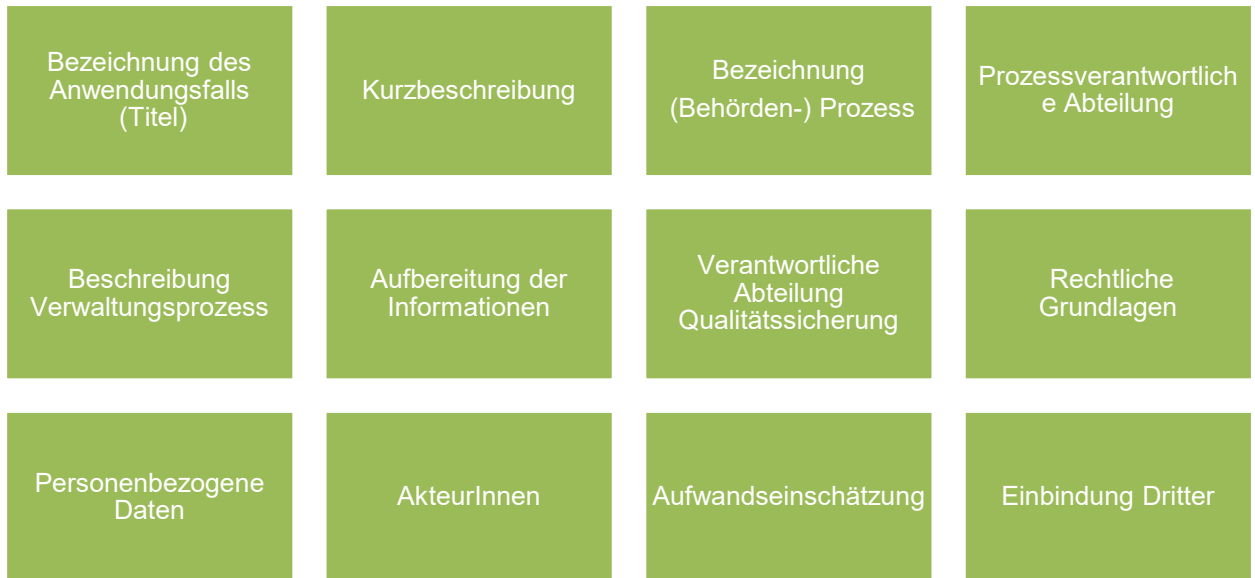 Bezeichnung des
Anwendungsfalls
(Titel)
Kurzbeschreibung
Bezeichnung
(Behörden-) Prozess
Prozessverantwortlich
e Abteilung
Beschreibung
Verwaltungsprozess
Aufbereitung der
Informationen
Verantwortliche
Abteilung
Qualitätssicherung
Rechtliche
Grundlagen
Personenbezogene
Daten
AkteurInnen
Aufwandseinschätzung
Einbindung Dritter